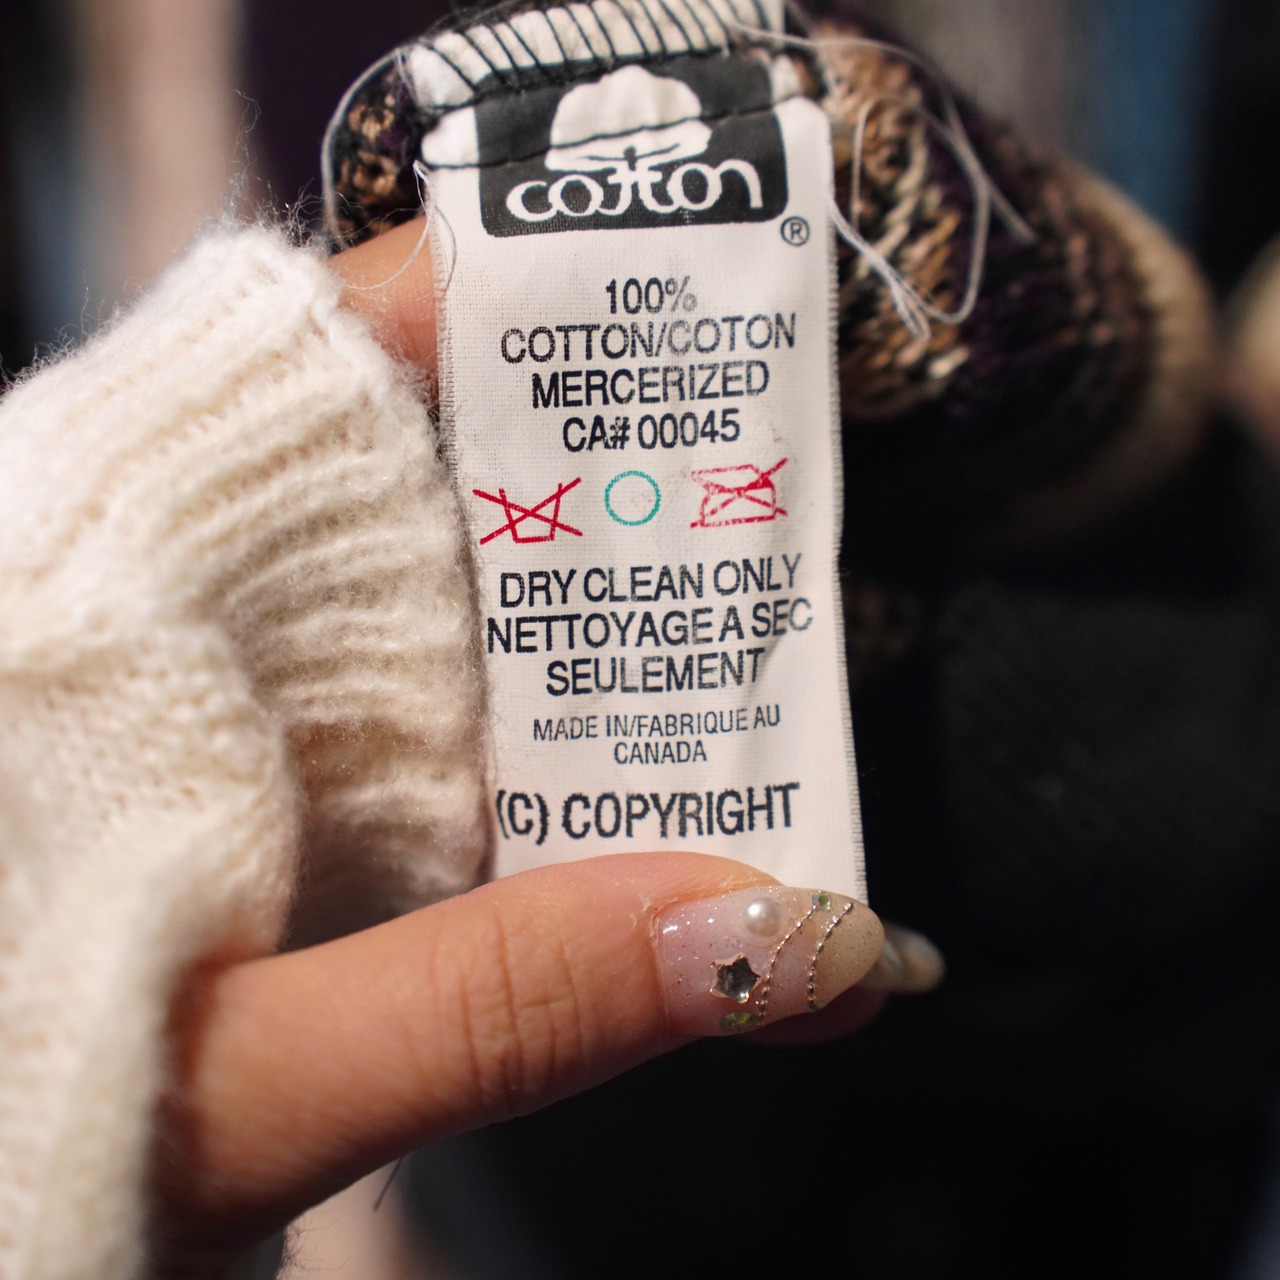 cotton
®
100%
COTTON/COTON
MERCERIZED
CA# 00045
DRY CLEAN ONLY
NETTOYAGE A SEC
SEULEMENT
MADE IN/FABRIQUE AU
CANADA
(C) COPYRIGHT